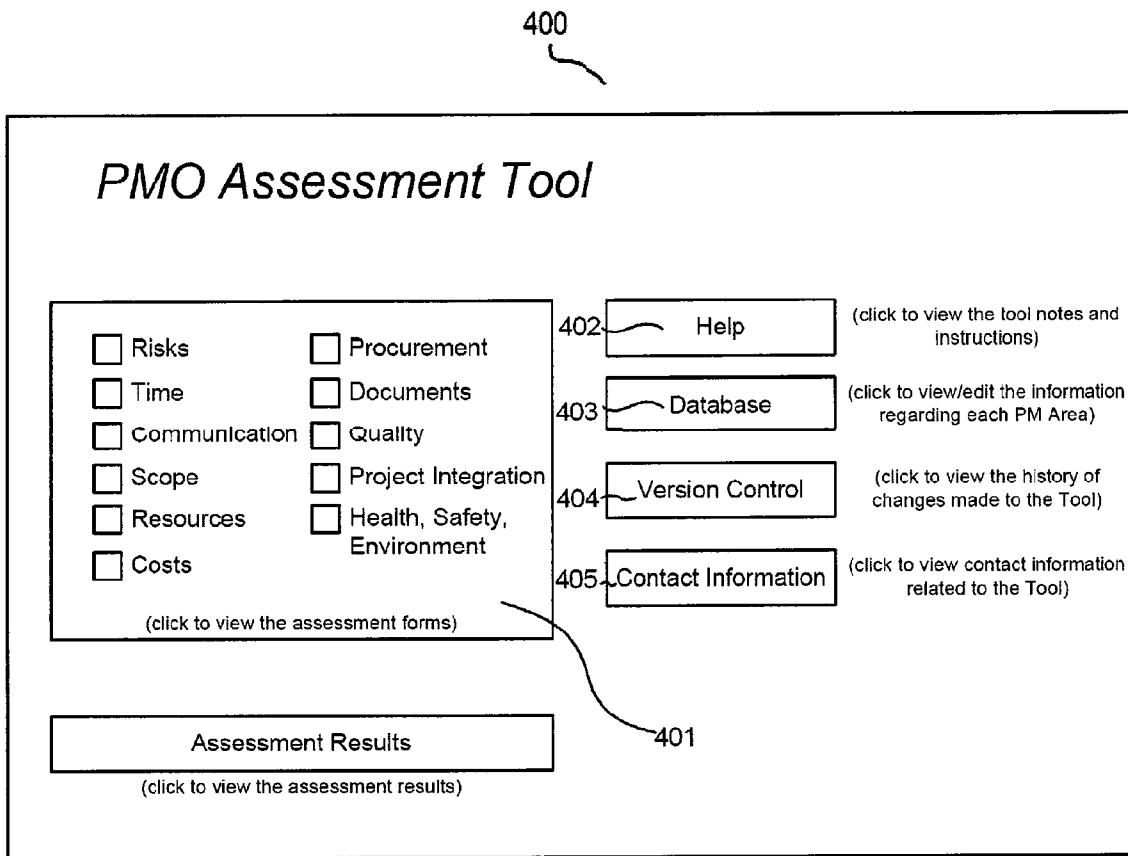 400
PMO Assessment Tool
Risks
Time
Communication
Scope
Resources
Costs
Procurement
Documents
Quality
Project Integration
Health, Safety,
Environment
(click to view the assessment forms)
401
402
Help
(click to view the tool notes and
instructions)
403
Database
(click to view/edit the information
regarding each PM Area)
404
Version Control
(click to view the history of
changes made to the Tool)
405
Contact Information
(click to view contact information
related to the Tool)
Assessment Results
(click to view the assessment results)